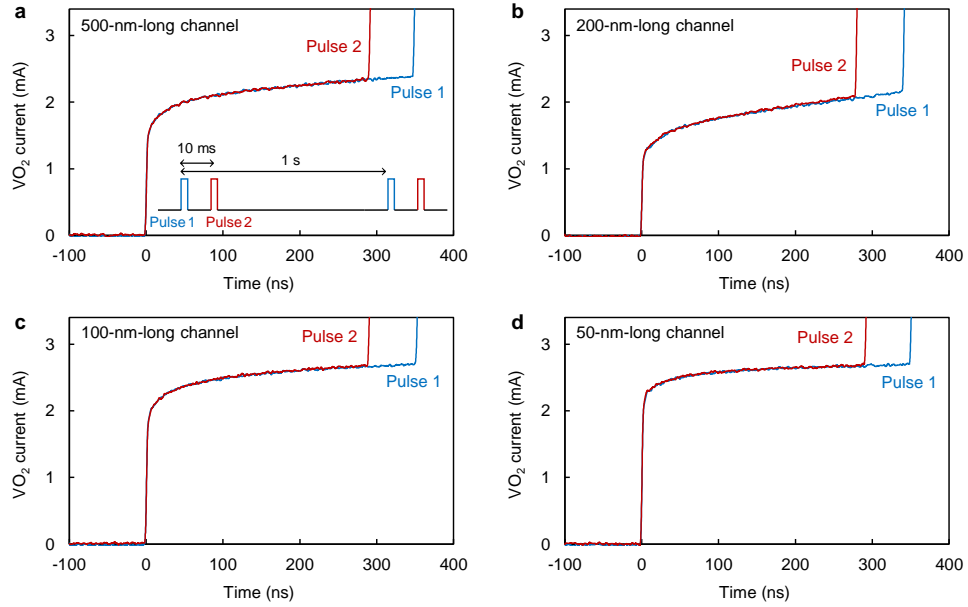 a
500-nm-long channel
Pulse 2
Pulse 1
VO₂ current (mA)
3
2
1
0
10 ms
1 s
Pulse 1
Pulse 2
-100 0 100 200 300 400
Time (ns)
b
200-nm-long channel
Pulse 2
Pulse 1
VO₂ current (mA)
3
2
1
0
-100 0 100 200 300 400
Time (ns)
c
100-nm-long channel
Pulse 2
Pulse 1
VO₂ current (mA)
3
2
1
0
-100 0 100 200 300 400
Time (ns)
d
50-nm-long channel
Pulse 2
Pulse 1
VO₂ current (mA)
3
2
1
0
-100 0 100 200 300 400
Time (ns)